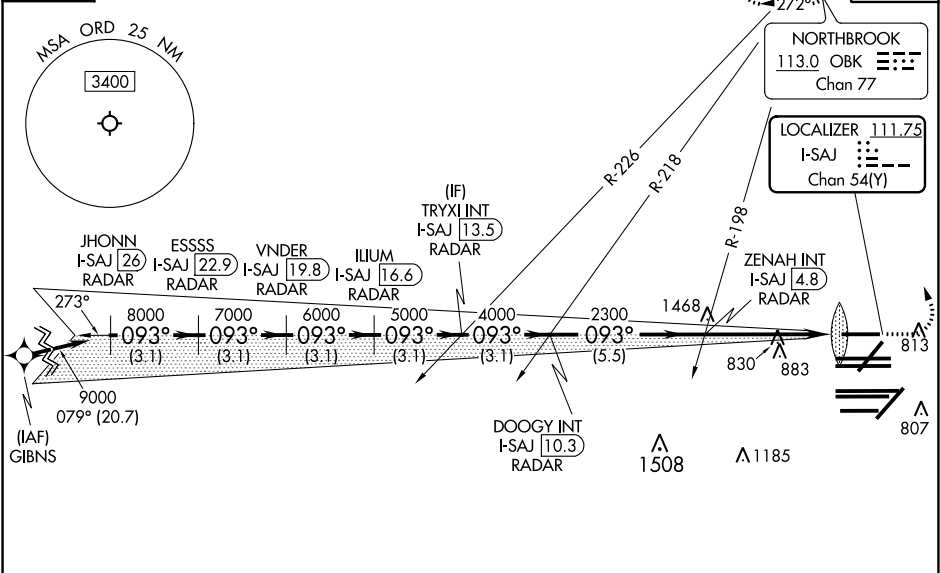 272°
NORTHBROOK
113.0 OBK
Chan 77
MSA ORD 25 NM
3400
LOCALIZER 111.75
I-SAJ
Chan 54(Y)
R-226
R-218
R-198
(IF)
TRYXI INT
I-SAJ 13.5
RADAR
JHONN
I-SAJ 26
RADAR
ESSSS
I-SAJ 22.9
RADAR
VNDER
I-SAJ 19.8
RADAR
ILIUM
I-SAJ 16.6
RADAR
ZENAH INT
I-SAJ 4.8
RADAR
273°
8000
093°
(3.1)
7000
093°
(3.1)
6000
093°
(3.1)
5000
093°
(3.1)
4000
093°
(3.1)
2300
093°
(5.5)
1468
830
883
813
807
9000
079° (20.7)
(IAF)
GIBNS
DOOGY INT
I-SAJ 10.3
RADAR
1508
1185